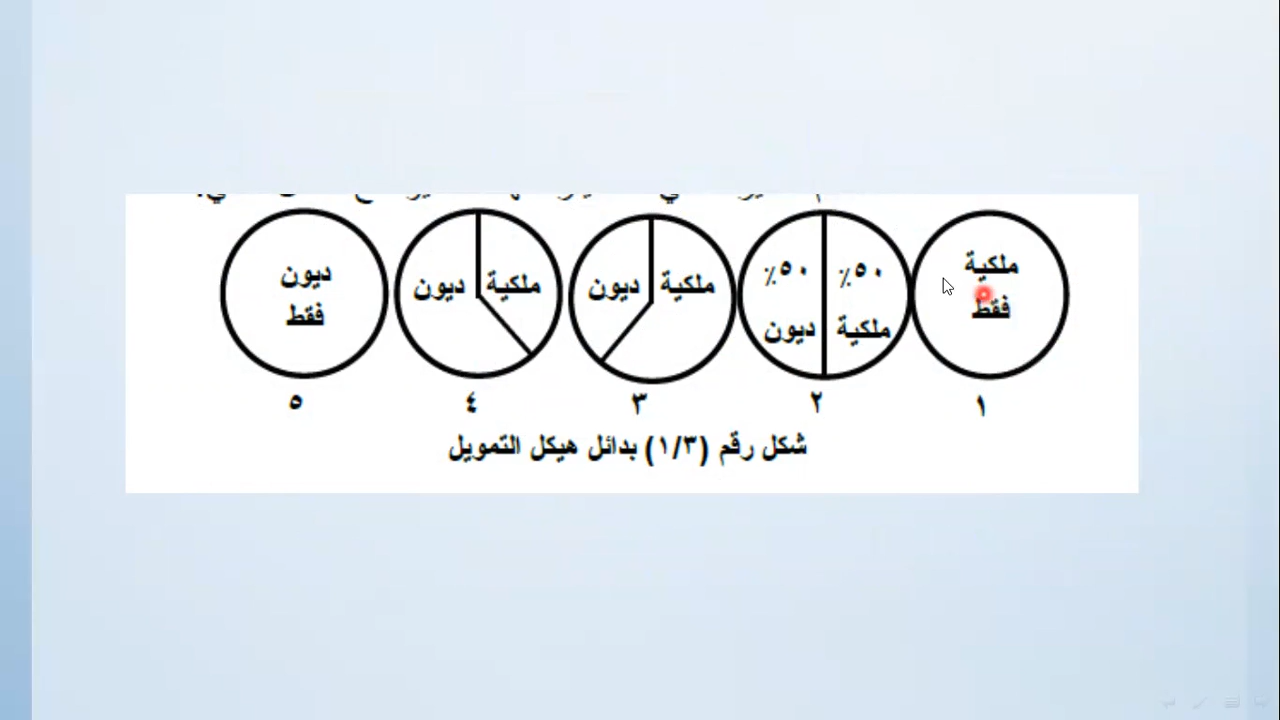 ملكية
فقط
١
٪٥٠
ملكية
٪٥٠
ديون
٢
ملكية
ديون
٣
ملكية
ديون
٤
ديون
فقط
٥
شكل رقم (١/٣) بدائل هيكل التمويل